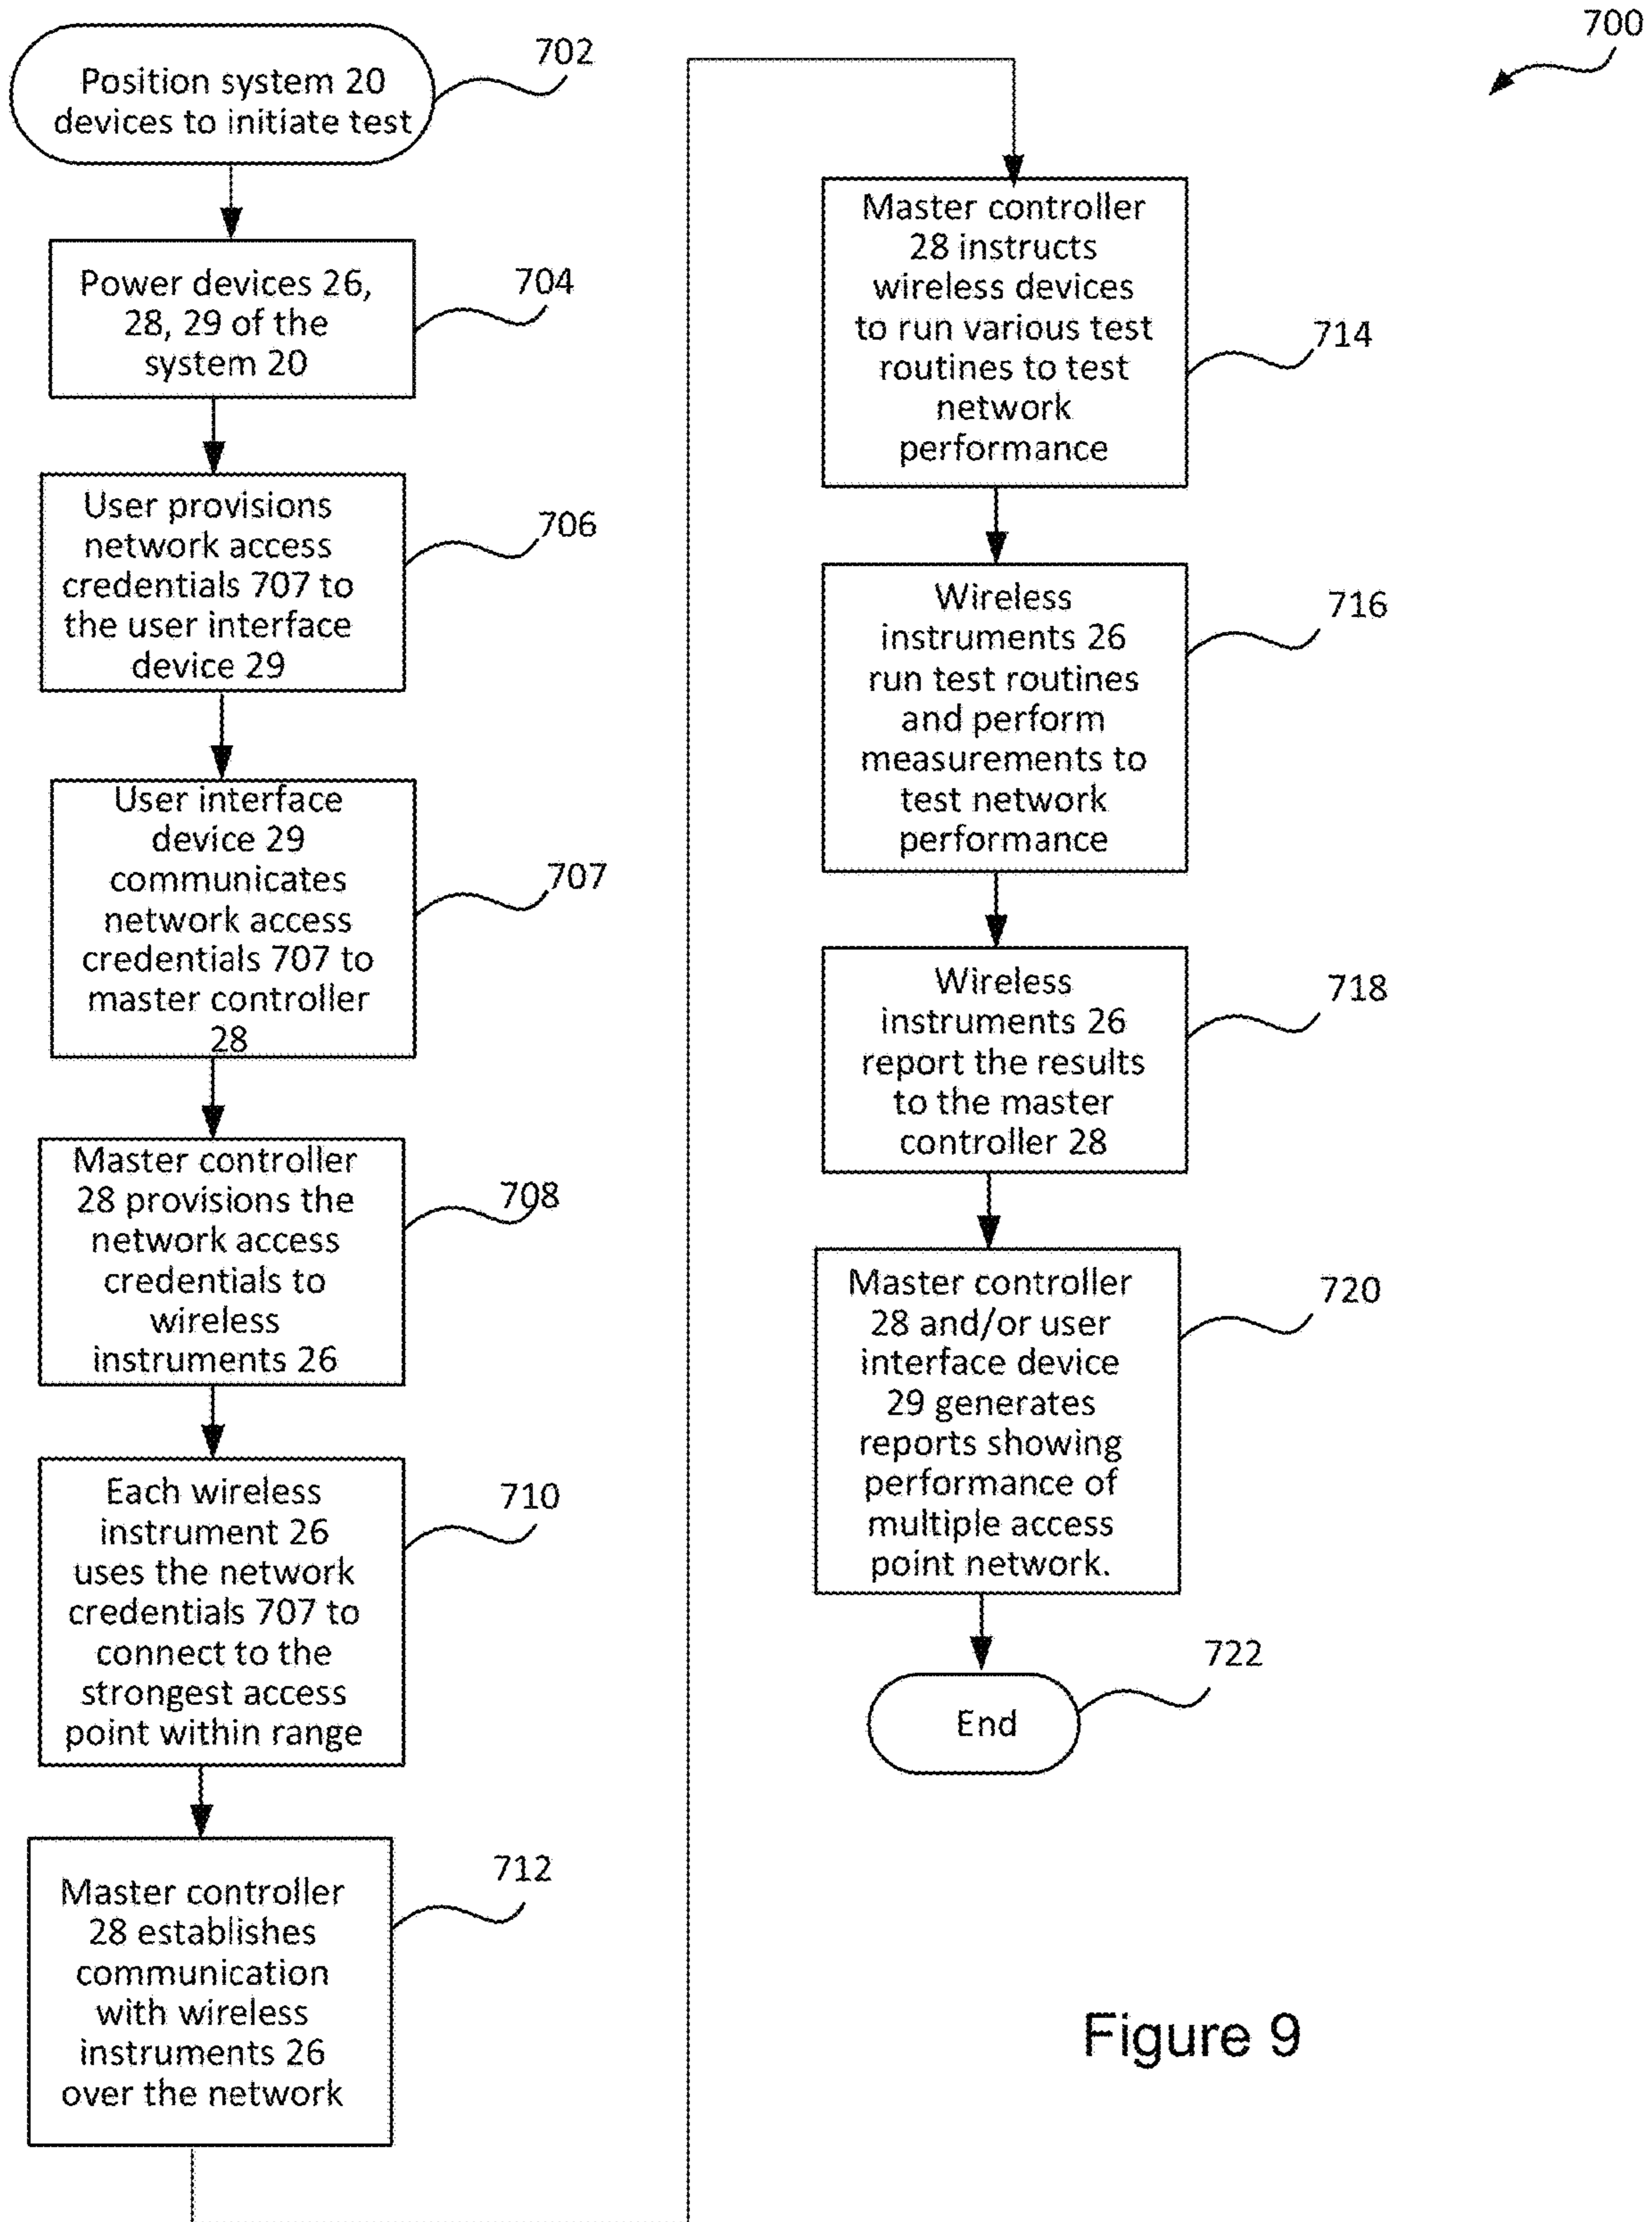 Position system 20
devices to initiate test
702
Power devices 26,
28, 29 of the
system 20
704
User provisions
network access
credentials 707 to
the user interface
device 29
706
User interface
device 29
communicates
network access
credentials 707 to
master controller
28
707
Master controller
28 provisions the
network access
credentials to
wireless
instruments 26
708
Each wireless
instrument 26
uses the network
credentials 707 to
connect to the
strongest access
point within range
710
Master controller
28 establishes
communication
with wireless
instruments 26
over the network
712
700
Master controller
28 instructs
wireless devices
to run various test
routines to test
network
performance
714
Wireless
instruments 26
run test routines
and perform
measurements to
test network
performance
716
Wireless
instruments 26
report the results
to the master
controller 28
718
Master controller
28 and/or user
interface device
29 generates
reports showing
performance of
multiple access
point network.
720
End
722
Figure 9